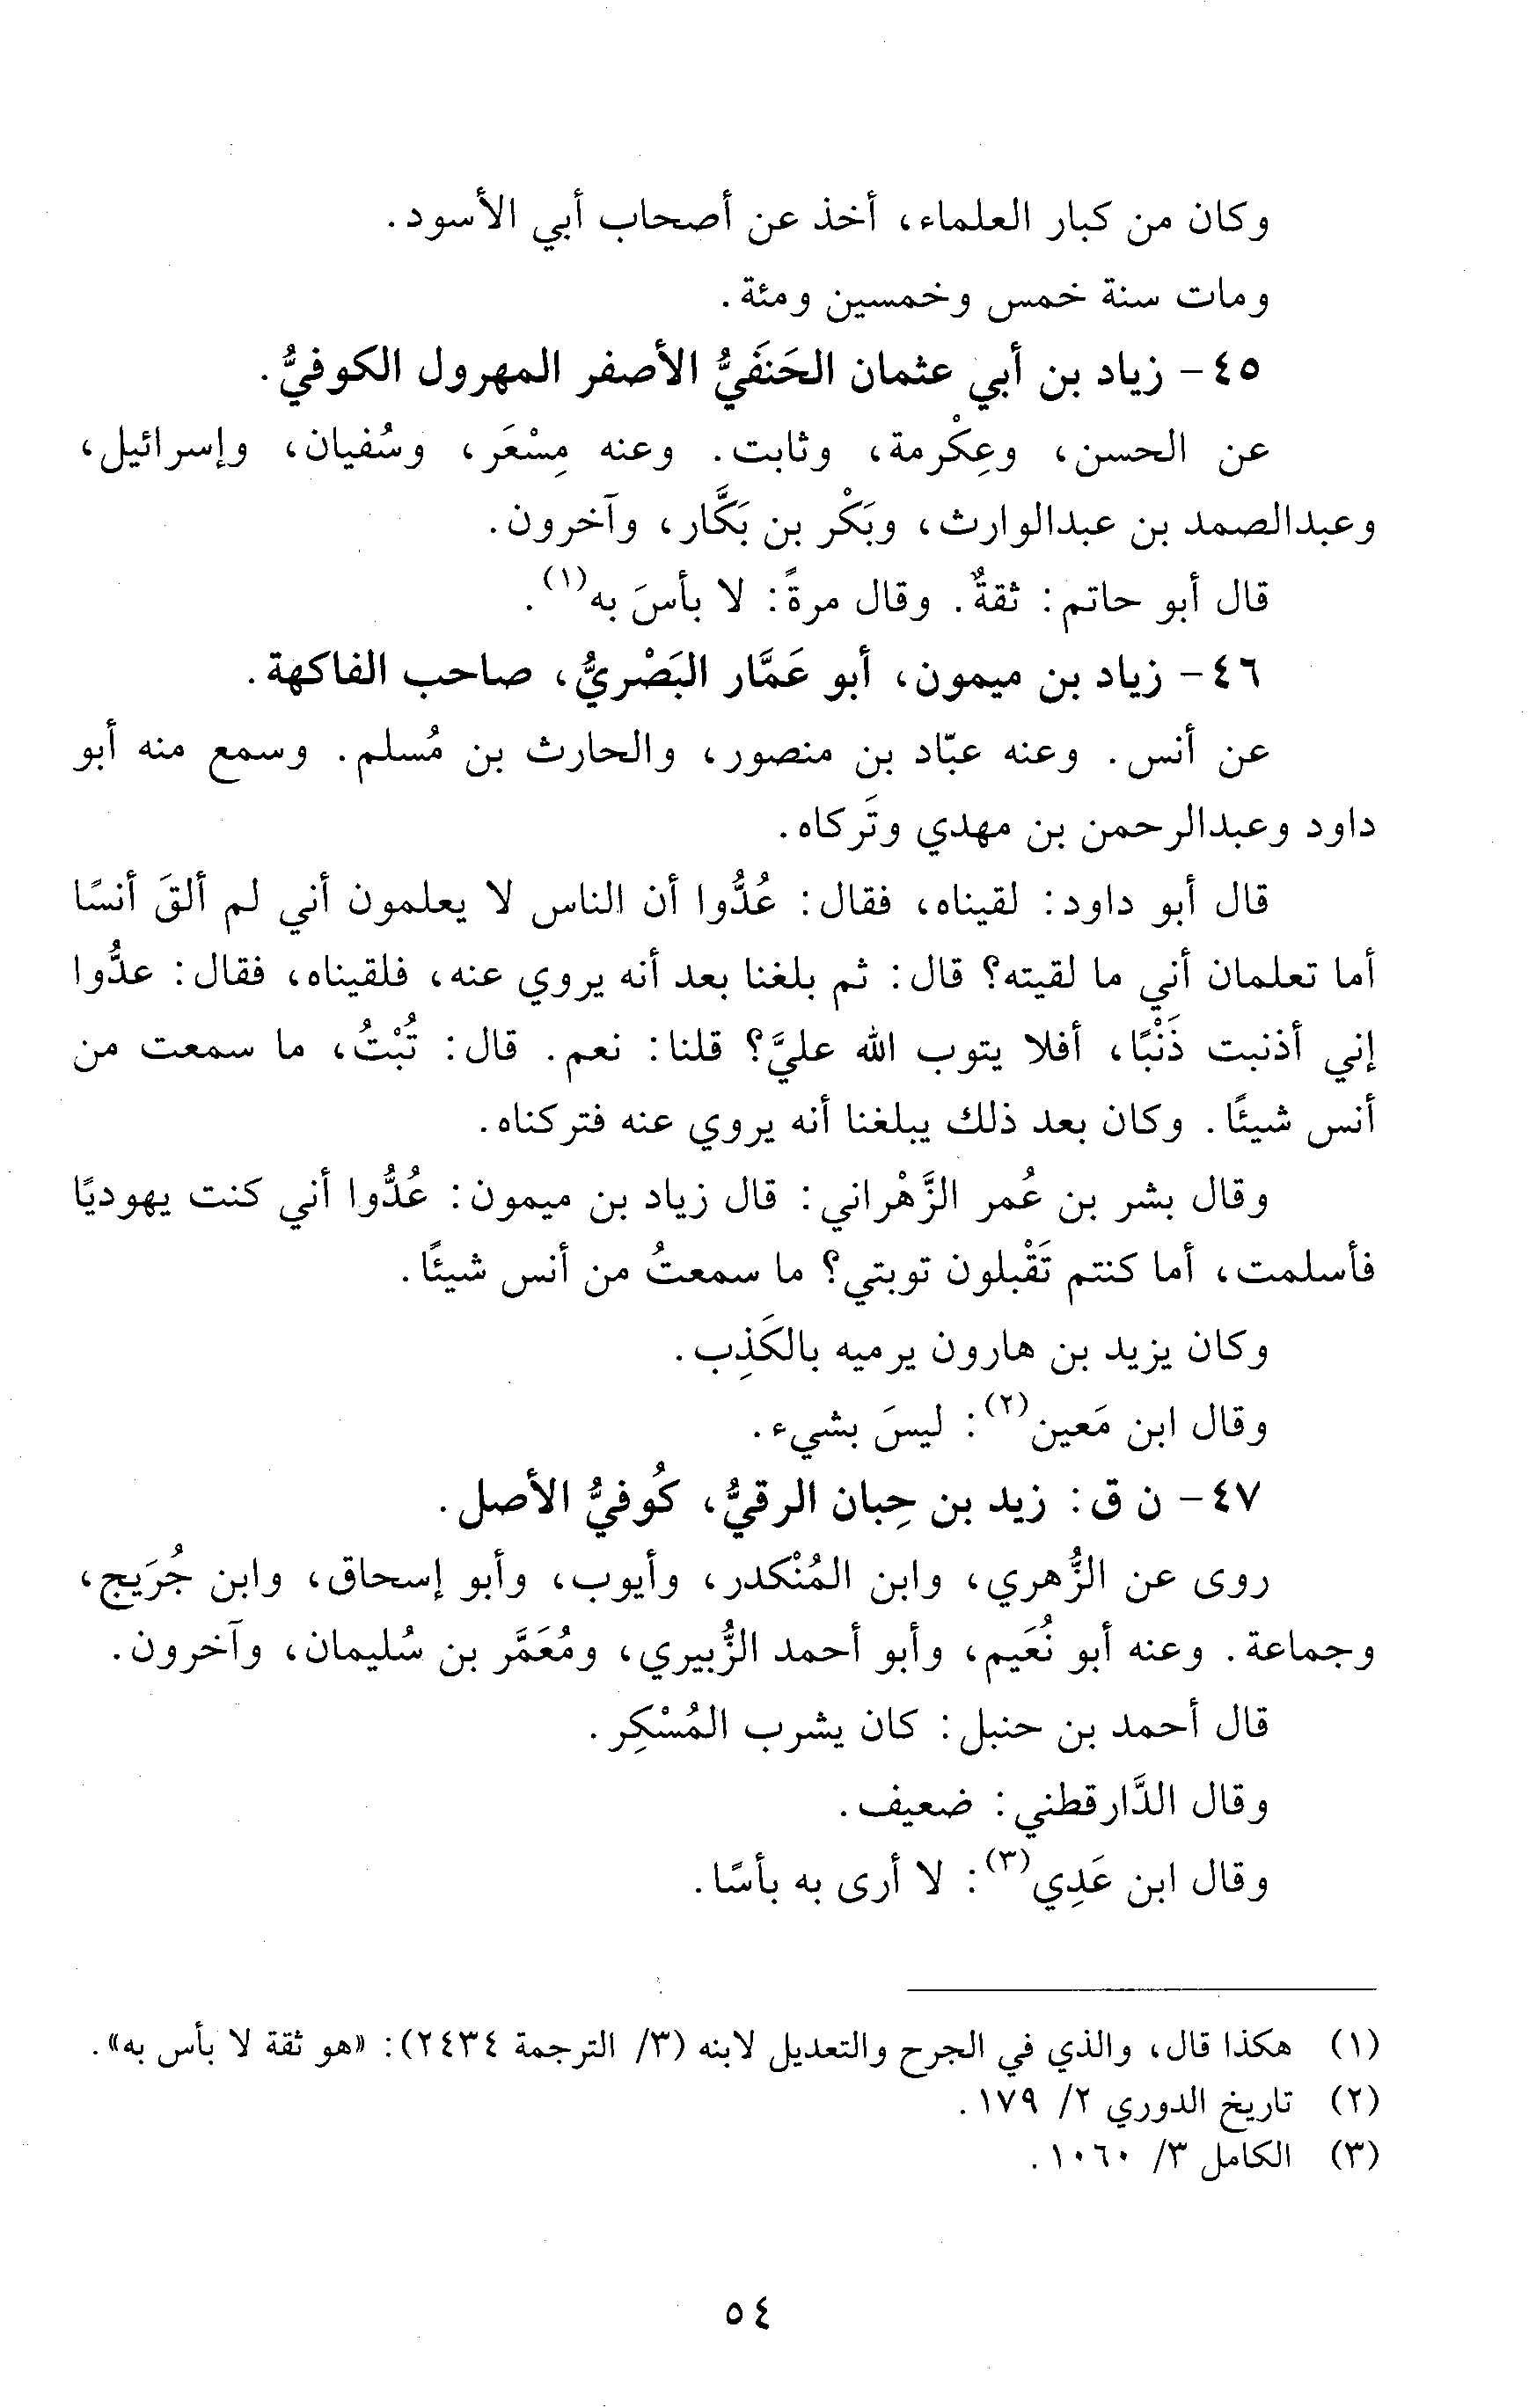 وكان من كبار العلماء، أخذ عن أصحاب أبي الأسود.
ومات سنة خمس وخمسين ومئة.
٤٥- زياد بن أبي عثمان الحَنفَيُّ الأصفر المهرول الكوفيُّ.
عن الحسن، وعِكْرمة، وثابت. وعنه مِسْعَر، وسُفيان، وإسرائيل،
وعبدالصمد بن عبدالوارث، وبَكْر بن بَكَّار، وآخرون.
قال أبو حاتم: ثقةٌ. وقال مرةً: لا بأسَ به(١).
٤٦- زياد بن ميمون، أبو عَمَّار البَصْريُّ، صاحب الفاكهة.
عن أنس. وعنه عبّاد بن منصور، والحارث بن مُسلم. وسمع منه أبو
داود وعبدالرحمن بن مهدي وتَركاه.
قال أبو داود: لقيناه، فقال: عُدُّوا أن الناس لا يعلمون أني لم ألقَ أنسًا
أما تعلمان أني ما لقيته؟ قال: ثم بلغنا بعد أنه يروي عنه، فلقيناه، فقال: عدُّوا
إني أذنبت ذَنْبًا، أفلا يتوب الله عليَّ؟ قلنا: نعم. قال: تُبْتُ، ما سمعت من
أنس شيئًا. وكان بعد ذلك يبلغنا أنه يروي عنه فتركناه.
وقال بشر بن عُمر الزَّهْراني: قال زياد بن ميمون: عُدُّوا أني كنت يهوديًا
فأسلمت، أما كنتم تَقْبلون توبتي؟ ما سمعتُ من أنس شيئًا.
وكان يزيد بن هارون يرميه بالكَذِب.
وقال ابن مَعين(٢): ليسَ بشيء.
٤٧- ن ق: زيد بن حِبان الرقيُّ، كُوفيُّ الأصل.
روى عن الزُّهري، وابن المُنْكدر، وأيوب، وأبو إسحاق، وابن جُرَيج،
وجماعة. وعنه أبو نُعَيم، وأبو أحمد الزُّبيري، ومُعَمَّر بن سُليمان، وآخرون.
قال أحمد بن حنبل: كان يشرب المُسْكِر.
وقال الدَّارقطني: ضعيف.
وقال ابن عَدِي(٣): لا أرى به بأسًا.
(١) هكذا قال، والذي في الجرح والتعديل لابنه (٣/ الترجمة ٢٤٣٤): «هو ثقة لا بأس به».
(٢) تاريخ الدوري ٢/ ١٧٩.
(٣) الكامل ٣/ ١٠٦٠.
٥٤